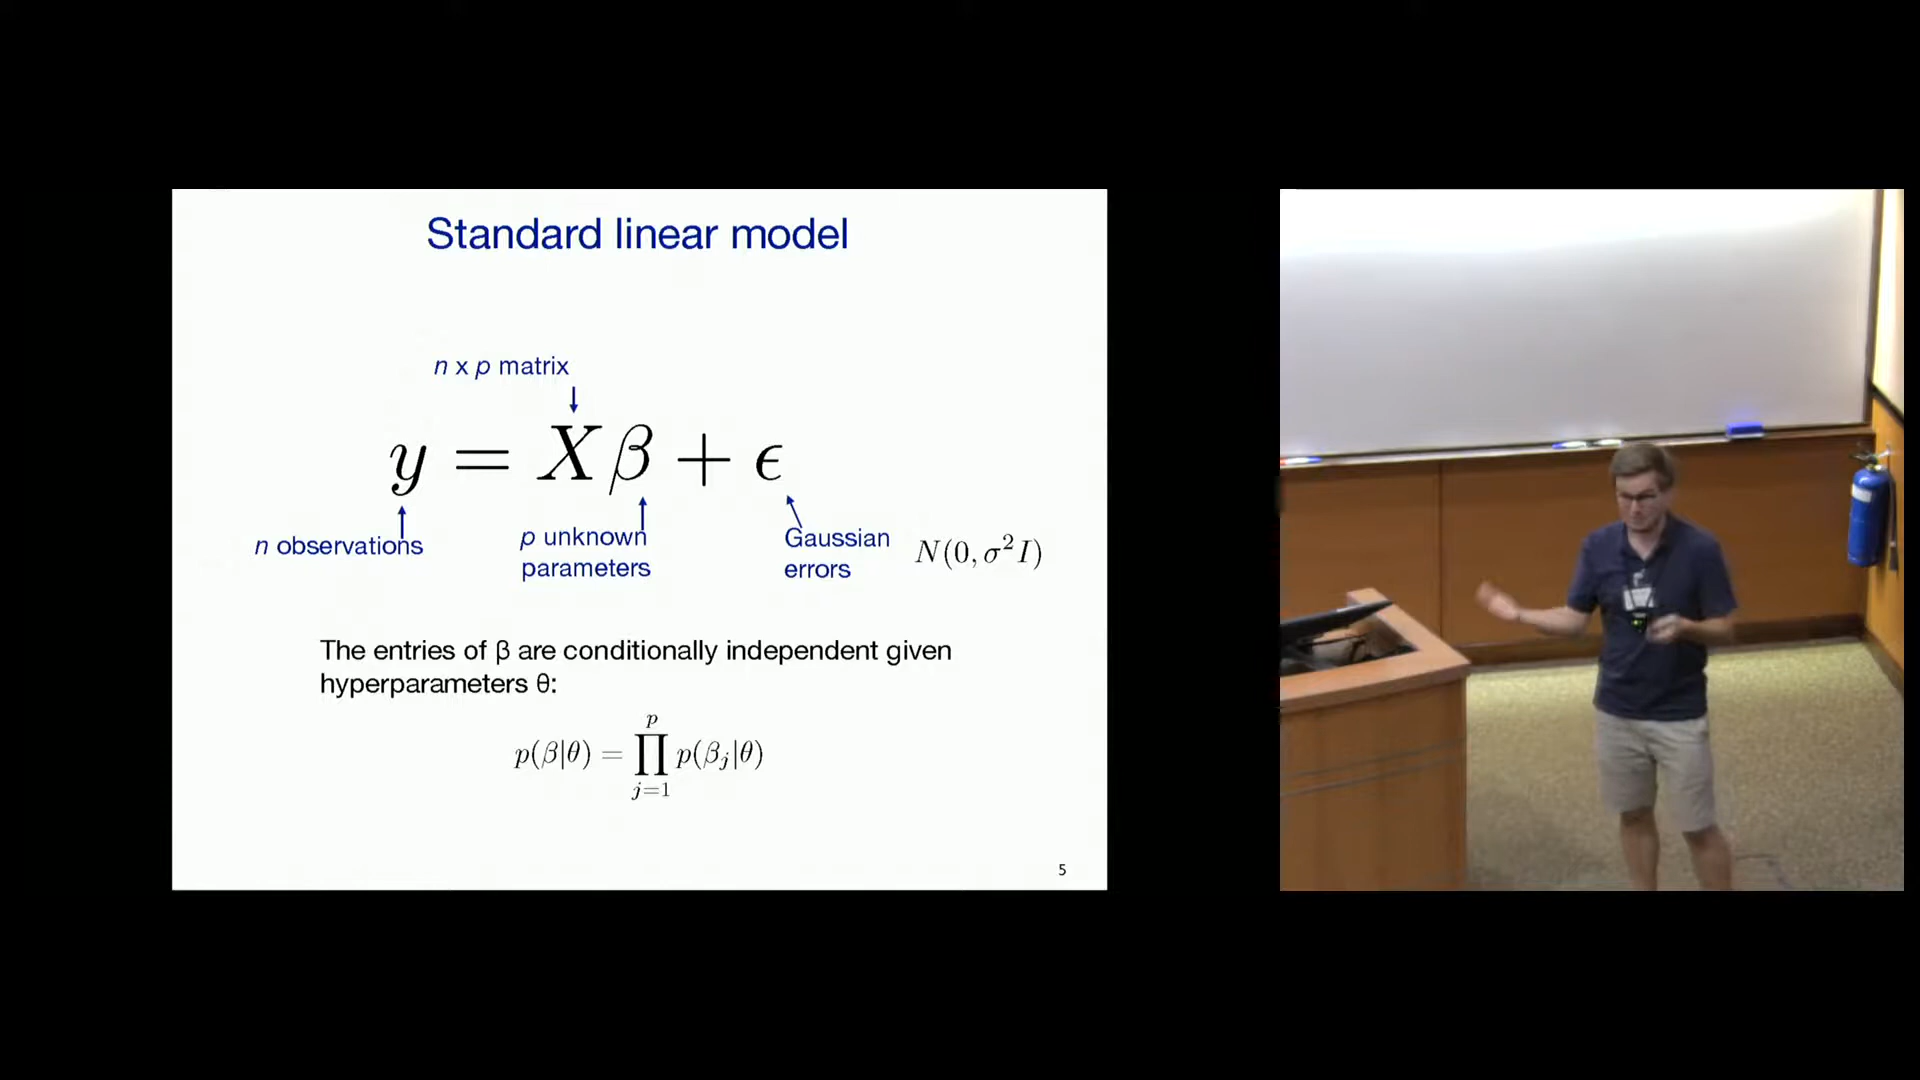 Standard linear model
n x p matrix
y = Xβ + ϵ
n observations
p unknown
parameters
Gaussian
errors
N(0, σ²I)
The entries of β are conditionally independent given
hyperparameters θ:
p(β|θ) = ∏_{j=1}^{p} p(β_j|θ)
5